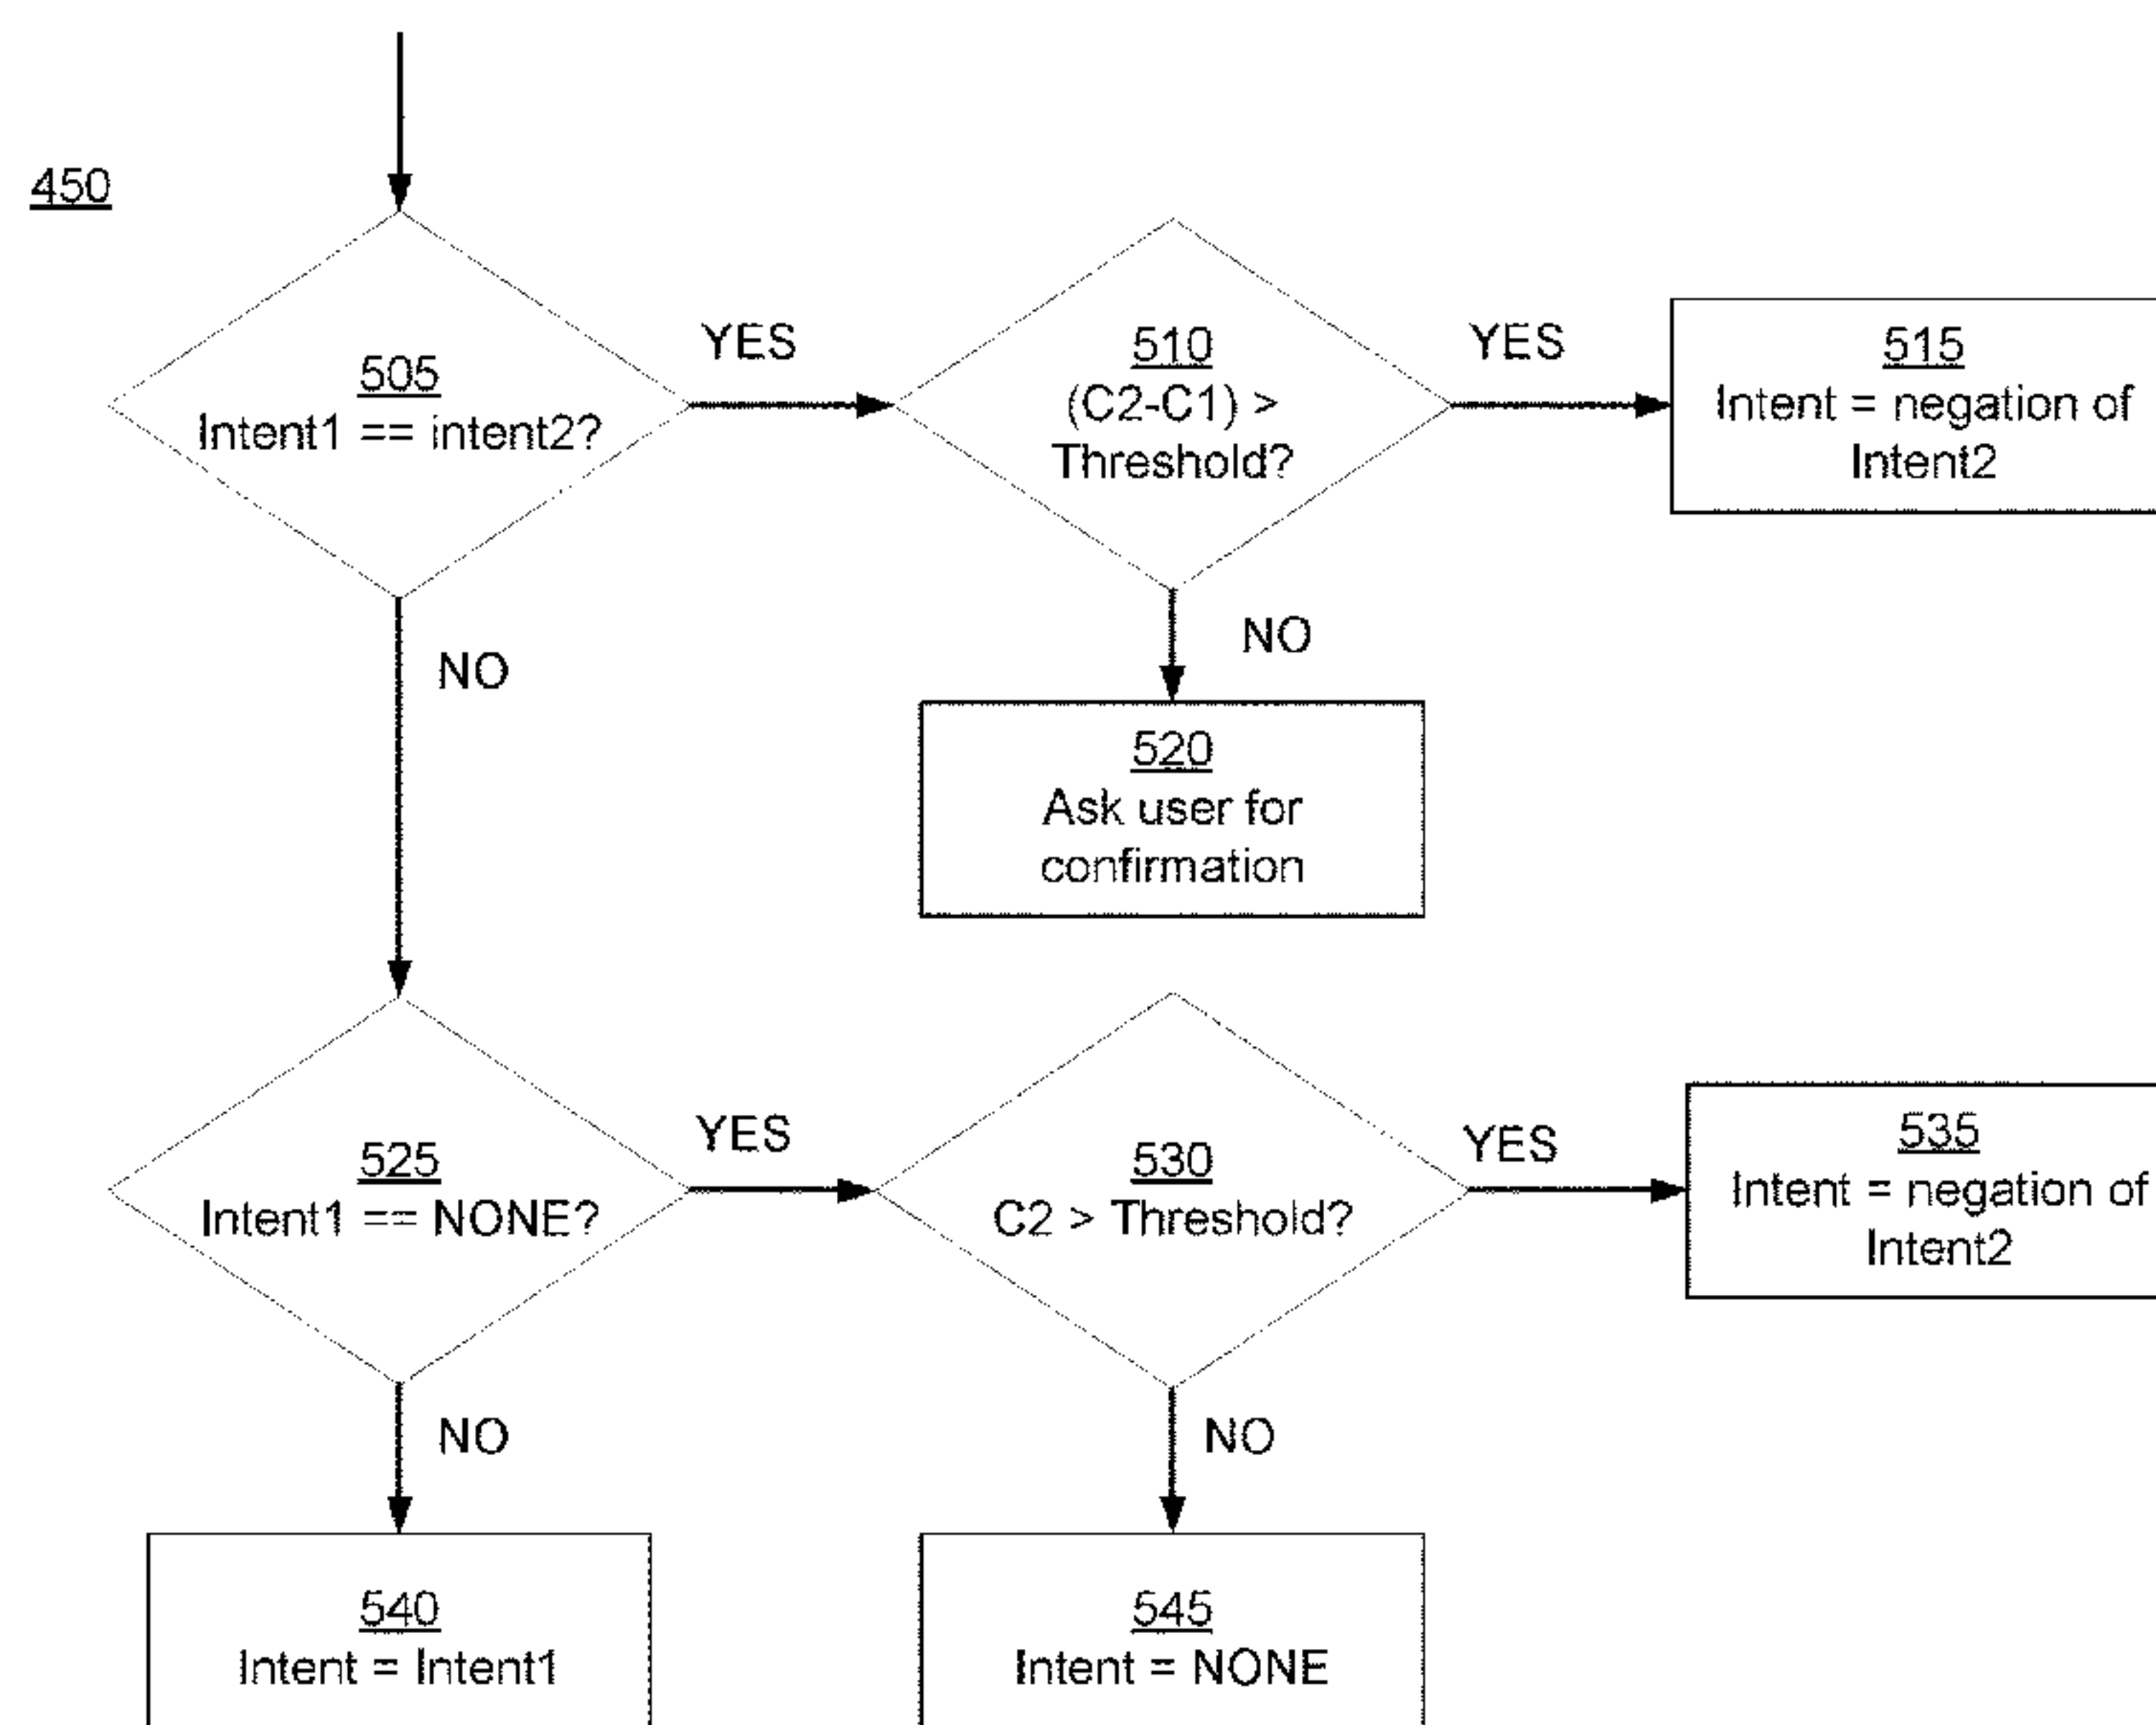 450
505
Intent1 == intent2?
YES
510
(C2-C1) >
Threshold?
YES
515
Intent = negation of
Intent2
NO
NO
520
Ask user for
confirmation
525
Intent1 == NONE?
YES
530
C2 > Threshold?
YES
535
Intent = negation of
Intent2
NO
NO
540
Intent = Intent1
545
Intent = NONE